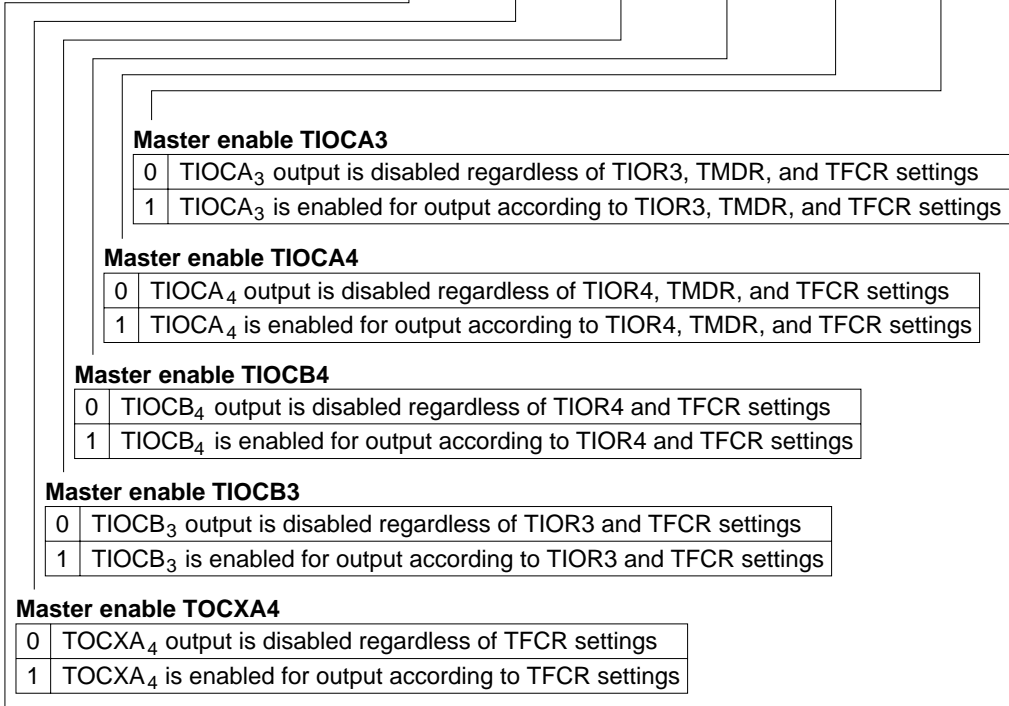 Master enable TIOCA3
0 TIOCA₃ output is disabled regardless of TIOR3, TMDR, and TFCR settings
1 TIOCA₃ is enabled for output according to TIOR3, TMDR, and TFCR settings
Master enable TIOCA4
0 TIOCA₄ output is disabled regardless of TIOR4, TMDR, and TFCR settings
1 TIOCA₄ is enabled for output according to TIOR4, TMDR, and TFCR settings
Master enable TIOCB4
0 TIOCB₄ output is disabled regardless of TIOR4 and TFCR settings
1 TIOCB₄ is enabled for output according to TIOR4 and TFCR settings
Master enable TIOCB3
0 TIOCB₃ output is disabled regardless of TIOR3 and TFCR settings
1 TIOCB₃ is enabled for output according to TIOR3 and TFCR settings
Master enable TOCXA4
0 TOCXA₄ output is disabled regardless of TFCR settings
1 TOCXA₄ is enabled for output according to TFCR settings